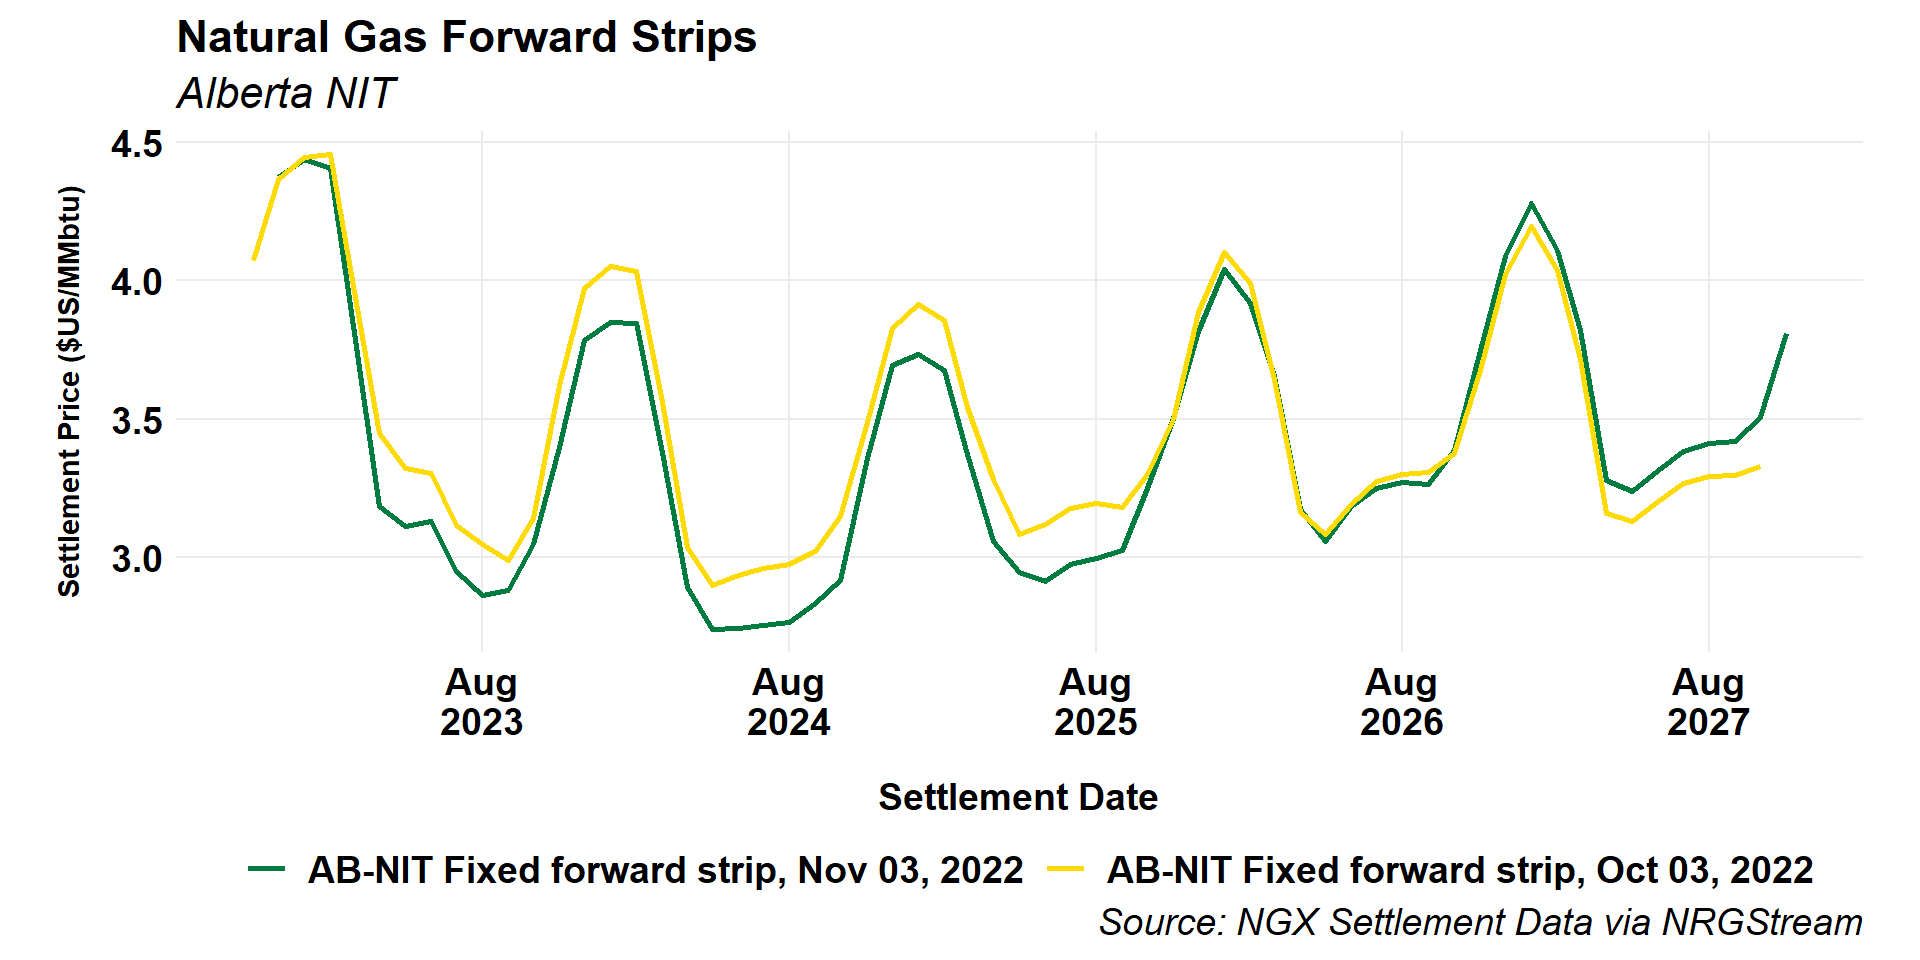 Natural Gas Forward Strips
Alberta NIT
Settlement Price ($US/MMbtu)
4.5
4.0
3.5
3.0
Aug 2023
Aug 2024
Aug 2025
Aug 2026
Aug 2027
Settlement Date
AB-NIT Fixed forward strip, Nov 03, 2022
AB-NIT Fixed forward strip, Oct 03, 2022
Source: NGX Settlement Data via NRGStream